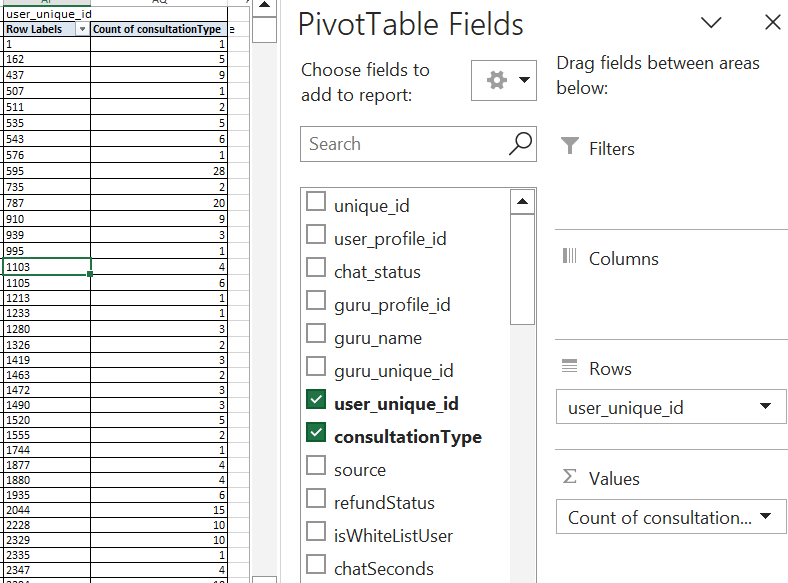 user_unique_id
Row Labels Count of consultationType e
1 1
162 5
437 9
507 1
511 2
535 5
543 6
576 1
595 28
735 2
787 20
910 9
939 3
995 1
1103 4
1105 6
1213 1
1233 1
1280 3
1326 2
1419 3
1463 2
1472 3
1490 3
1520 5
1555 2
1744 1
1877 4
1880 4
1935 6
2044 15
2228 10
2329 10
2335 1
2347 4
PivotTable Fields
Choose fields to
add to report:
Search
unique_id
user_profile_id
chat_status
guru_profile_id
guru_name
guru_unique_id
user_unique_id
consultationType
source
refundStatus
isWhiteListUser
chatSeconds
Drag fields between areas
below:
Filters
Columns
Rows
user_unique_id
Σ Values
Count of consultation...